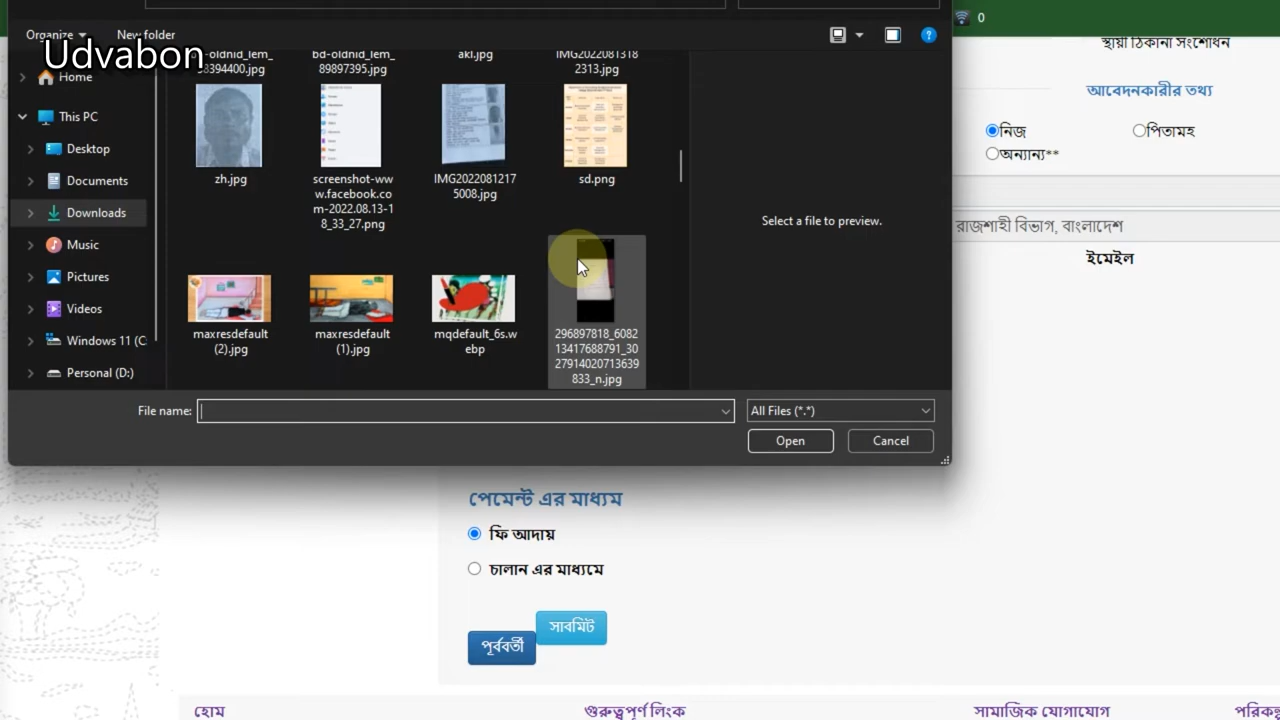 0
Organize
New folder
Udvabon
-oldnid_lem_
98394400.jpg
bd-oldnid_lem_
89897395.jpg
akl.jpg
IMG2022081318
2313.jpg
Home
This PC
Desktop
Documents
Downloads
Music
Pictures
Videos
Windows 11 (C
Personal (D:)
zh.jpg
screenshot-ww
w.facebook.co
m-2022.08.13-1
8_33_27.png
IMG2022081217
5008.jpg
sd.png
maxresdefault
(2).jpg
maxresdefault
(1).jpg
mqdefault_6s.w
ebp
296897818_6082
13417688791_30
27914020713639
833_n.jpg
Select a file to preview.
File name:
All Files (*.*)
Open
Cancel
স্থায়ী ঠিকানা সংশোধন
আবেদনকারীর তথ্য
নিজ
পিতামহ
অন্যান্য**
রাজশাহী বিভাগ, বাংলাদেশ
ইমেইল
পেমেন্ট এর মাধ্যম
ফি আদায়
চালান এর মাধ্যমে
সাবমিট
পূর্ববর্তী
হোম
গুরুত্বপূর্ণ লিংক
সামাজিক যোগাযোগ